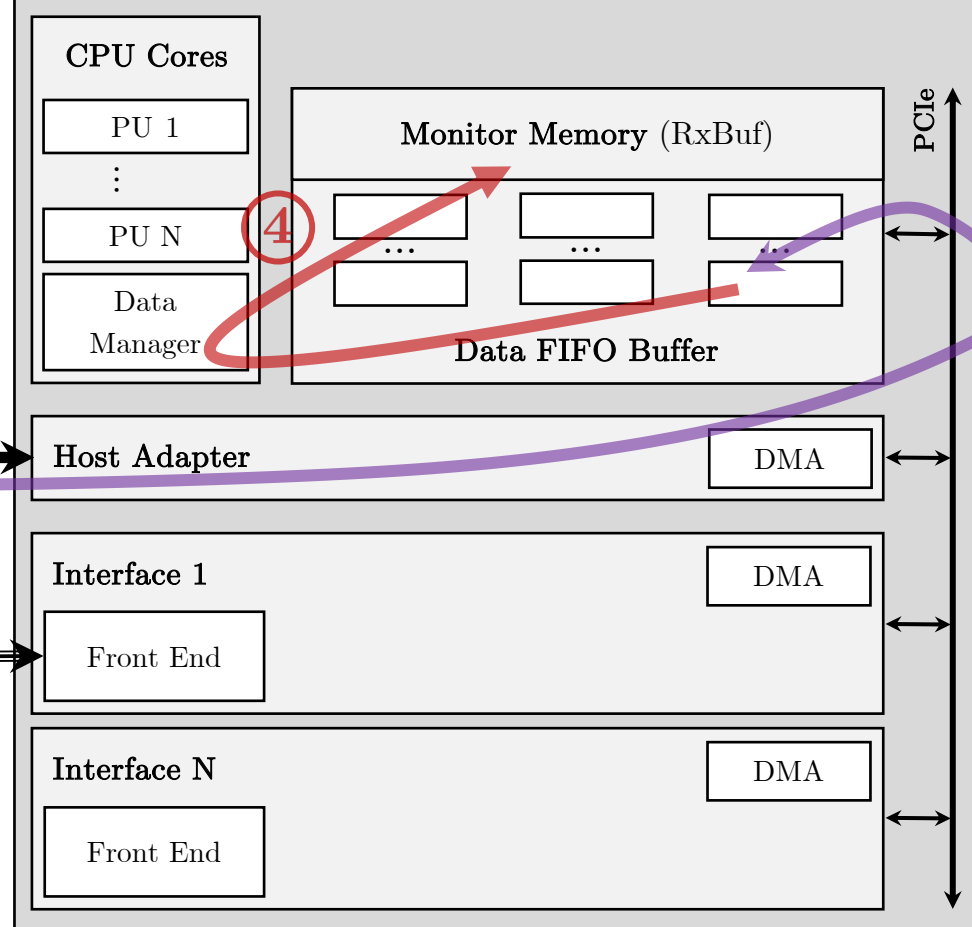 CPU Cores
PU 1
⋮
PU N
Data
Manager
4
Monitor Memory (RxBuf)
... ... ...
Data FIFO Buffer
PCIe
Host Adapter
DMA
Interface 1
DMA
Front End
Interface N
DMA
Front End